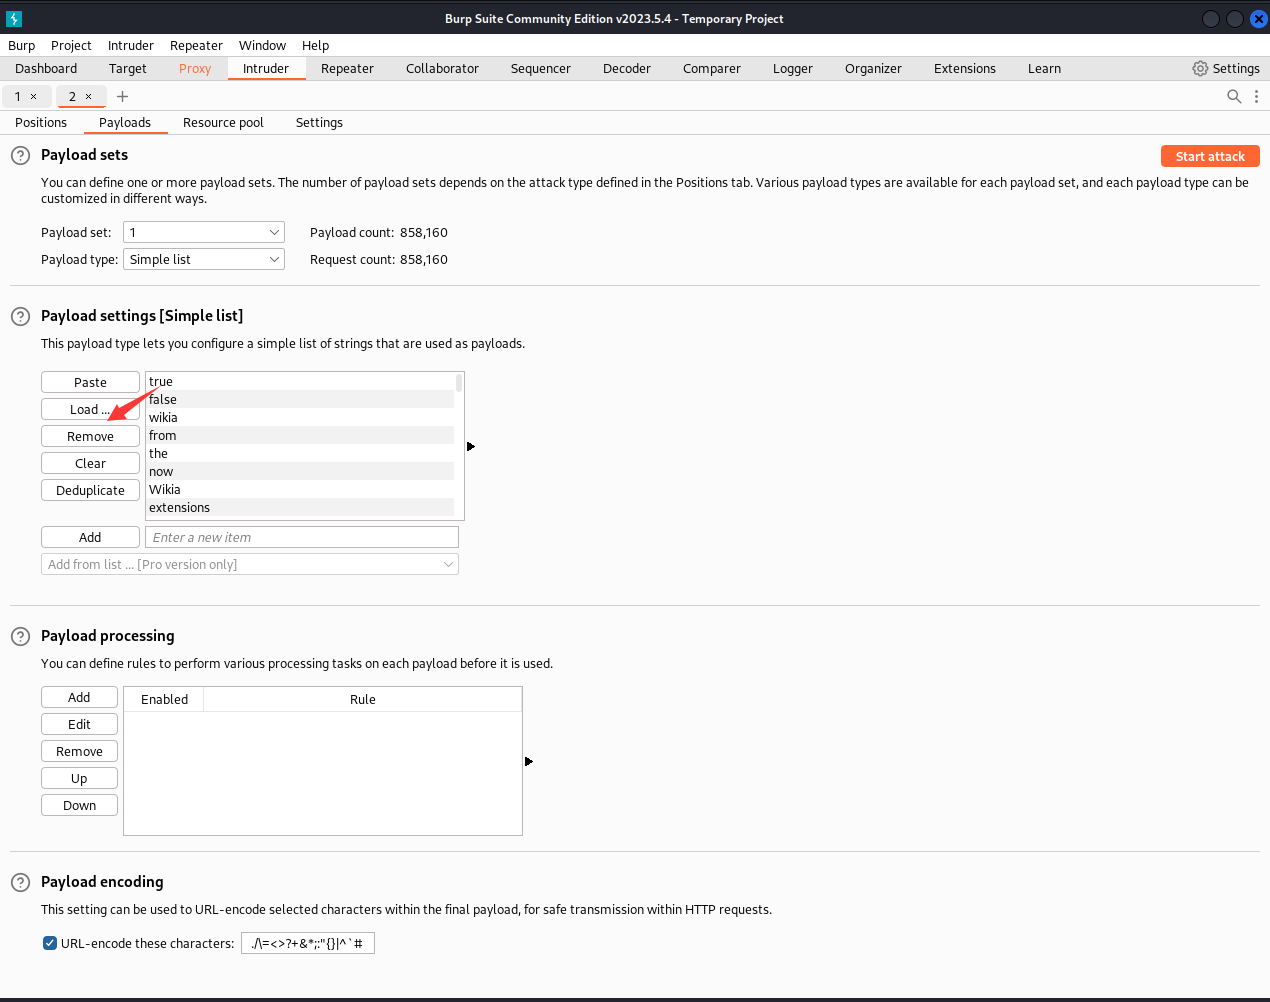 Burp Suite Community Edition v2023.5.4 - Temporary Project
Burp Project Intruder Repeater Window Help
Dashboard Target Proxy Intruder Repeater Collaborator Sequencer Decoder Comparer Logger Organizer Extensions Learn Settings
1 × 2 × +
Positions Payloads Resource pool Settings
? Payload sets
Start attack
You can define one or more payload sets. The number of payload sets depends on the attack type defined in the Positions tab. Various payload types are available for each payload set, and each payload type can be
customized in different ways.
Payload set: 1 Payload count: 858,160
Payload type: Simple list Request count: 858,160
? Payload settings [Simple list]
This payload type lets you configure a simple list of strings that are used as payloads.
Paste
Load ...
Remove
Clear
Deduplicate
true
false
wikia
from
the
now
Wikia
extensions
Add Enter a new item
Add from list ... [Pro version only]
? Payload processing
You can define rules to perform various processing tasks on each payload before it is used.
Add
Edit
Remove
Up
Down
Enabled Rule
? Payload encoding
This setting can be used to URL-encode selected characters within the final payload, for safe transmission within HTTP requests.
URL-encode these characters: ./\=<>?+&*;:"{}|^`#